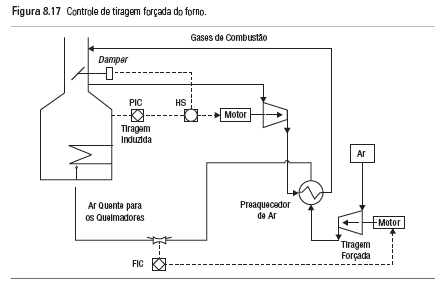 Figura 8.17 Controle de tiragem forçada do forno.
Gases de Combustão
Damper
PIC
HS
Motor
Tiragem
Induzida
Ar
Ar Quente para
os Queimadores
Preaquecedor
de Ar
Motor
Tiragem
Forçada
FIC